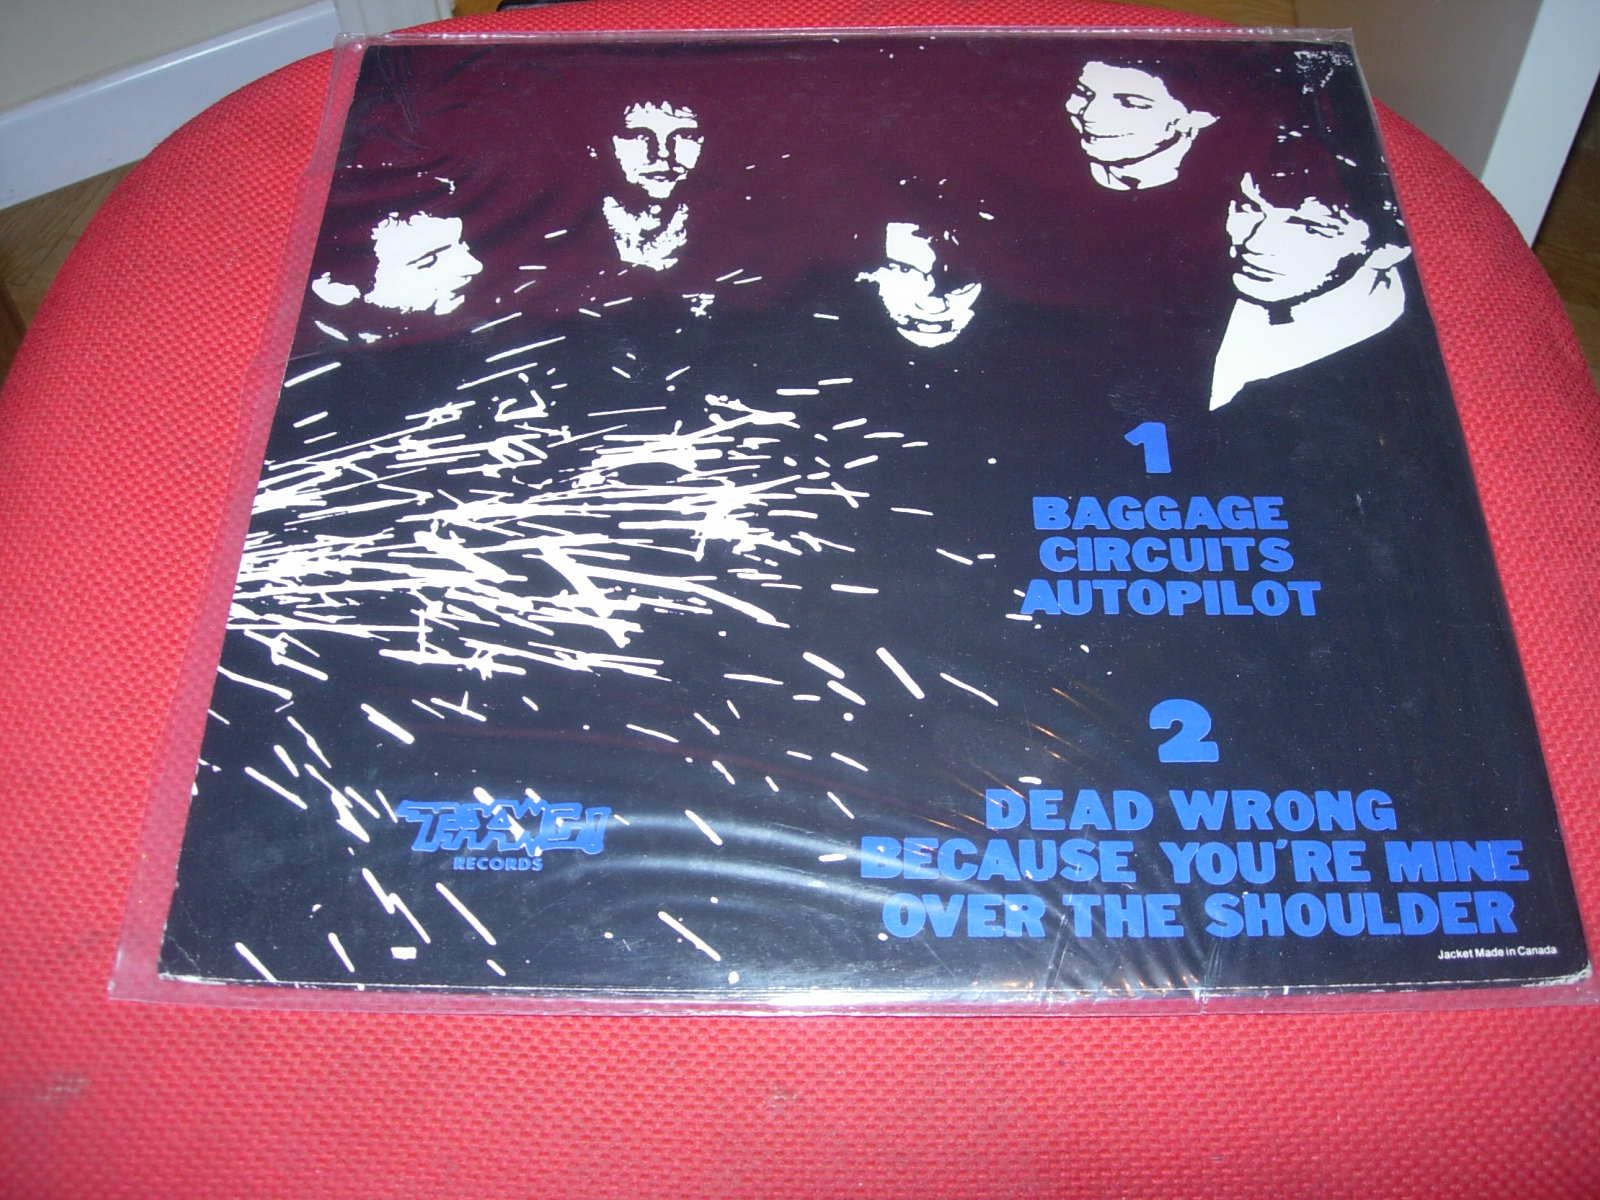 1
BAGGAGE
CIRCUITS
AUTOPILOT
2
DEAD WRONG
BECAUSE YOU'RE MINE
OVER THE SHOULDER
RECORDS
Jacket Made in Canada